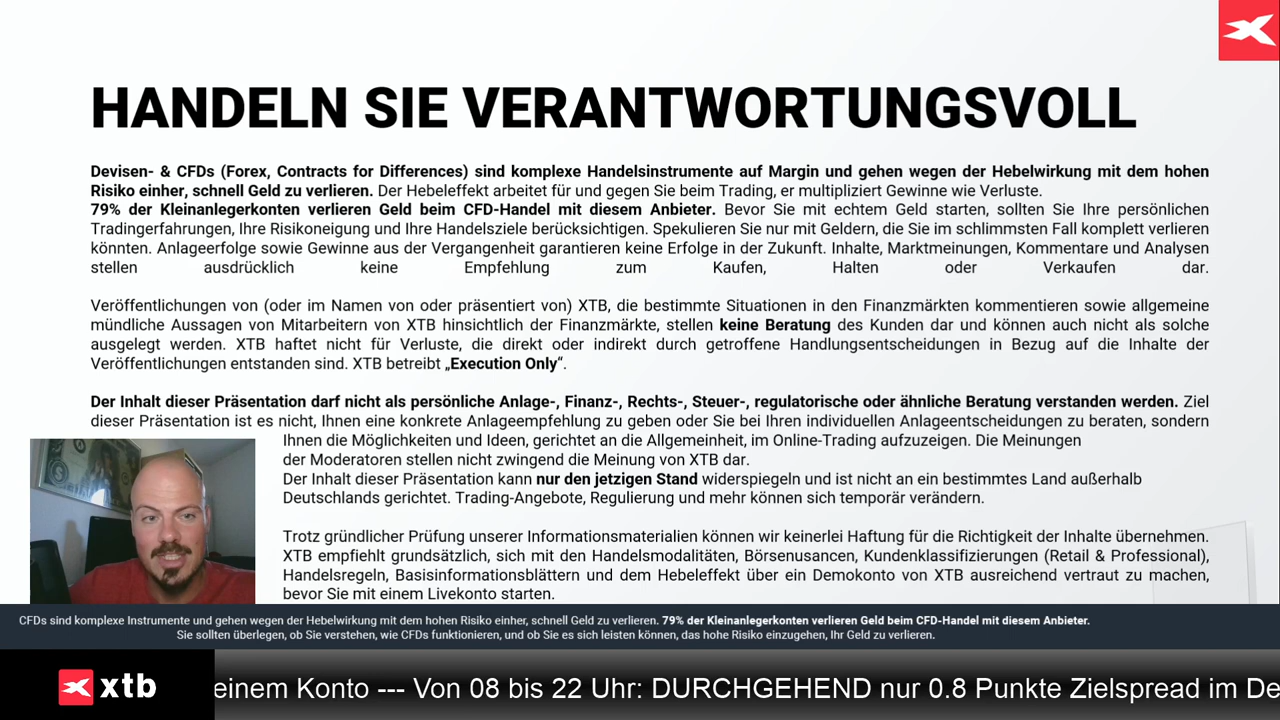 HANDELN SIE VERANTWORTUNGSVOLL
Devisen- & CFDs (Forex, Contracts for Differences) sind komplexe Handelsinstrumente auf Margin und gehen wegen der Hebelwirkung mit dem hohen
Risiko einher, schnell Geld zu verlieren. Der Hebeleffekt arbeitet für und gegen Sie beim Trading, er multipliziert Gewinne wie Verluste.
79% der Kleinanlegerkonten verlieren Geld beim CFD-Handel mit diesem Anbieter. Bevor Sie mit echtem Geld starten, sollten Sie Ihre persönlichen
Tradingerfahrungen, Ihre Risikoneigung und Ihre Handelsziele berücksichtigen. Spekulieren Sie nur mit Geldern, die Sie im schlimmsten Fall komplett verlieren
könnten. Anlageerfolge sowie Gewinne aus der Vergangenheit garantieren keine Erfolge in der Zukunft. Inhalte, Marktmeinungen, Kommentare und Analysen
stellen ausdrücklich keine Empfehlung zum Kaufen, Halten oder Verkaufen dar.
Veröffentlichungen von (oder im Namen von oder präsentiert von) XTB, die bestimmte Situationen in den Finanzmärkten kommentieren sowie allgemeine
mündliche Aussagen von Mitarbeitern von XTB hinsichtlich der Finanzmärkte, stellen keine Beratung des Kunden dar und können auch nicht als solche
ausgelegt werden. XTB haftet nicht für Verluste, die direkt oder indirekt durch getroffene Handlungsentscheidungen in Bezug auf die Inhalte der
Veröffentlichungen entstanden sind. XTB betreibt „Execution Only“.
Der Inhalt dieser Präsentation darf nicht als persönliche Anlage-, Finanz-, Rechts-, Steuer-, regulatorische oder ähnliche Beratung verstanden werden. Ziel
dieser Präsentation ist es nicht, Ihnen eine konkrete Anlageempfehlung zu geben oder Sie bei Ihren individuellen Anlageentscheidungen zu beraten, sondern
Ihnen die Möglichkeiten und Ideen, gerichtet an die Allgemeinheit, im Online-Trading aufzuzeigen. Die Meinungen
der Moderatoren stellen nicht zwingend die Meinung von XTB dar.
Der Inhalt dieser Präsentation kann nur den jetzigen Stand widerspiegeln und ist nicht an ein bestimmtes Land außerhalb
Deutschlands gerichtet. Trading-Angebote, Regulierung und mehr können sich temporär verändern.
Trotz gründlicher Prüfung unserer Informationsmaterialien können wir keinerlei Haftung für die Richtigkeit der Inhalte übernehmen.
XTB empfiehlt grundsätzlich, sich mit den Handelsmodalitäten, Börsenusancen, Kundenklassifizierungen (Retail & Professional),
Handelsregeln, Basisinformationsblättern und dem Hebeleffekt über ein Demokonto von XTB ausreichend vertraut zu machen,
bevor Sie mit einem Livekonto starten.
CFDs sind komplexe Instrumente und gehen wegen der Hebelwirkung mit dem hohen Risiko einher, schnell Geld zu verlieren. 79% der Kleinanlegerkonten verlieren Geld beim CFD-Handel mit diesem Anbieter.
Sie sollten überlegen, ob Sie verstehen, wie CFDs funktionieren, und ob Sie es sich leisten können, das hohe Risiko einzugehen, Ihr Geld zu verlieren.
xtb einem Konto --- Von 08 bis 22 Uhr: DURCHGEHEND nur 0.8 Punkte Zielspread im De